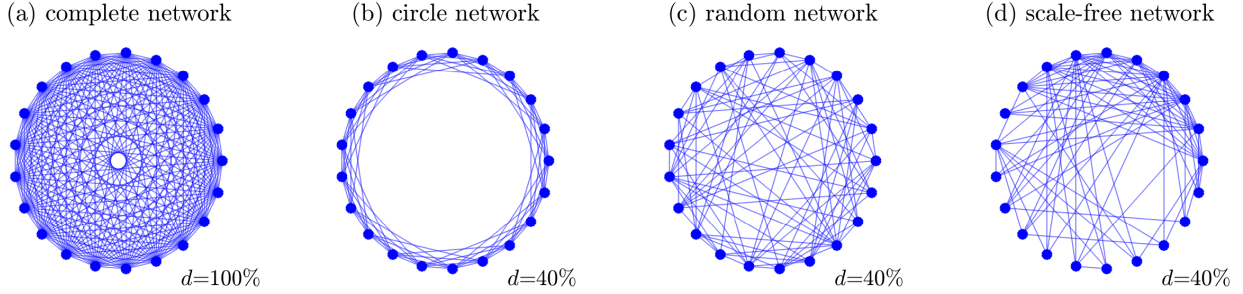 (a) complete network
(b) circle network
(c) random network
(d) scale-free network
d=100%
d=40%
d=40%
d=40%